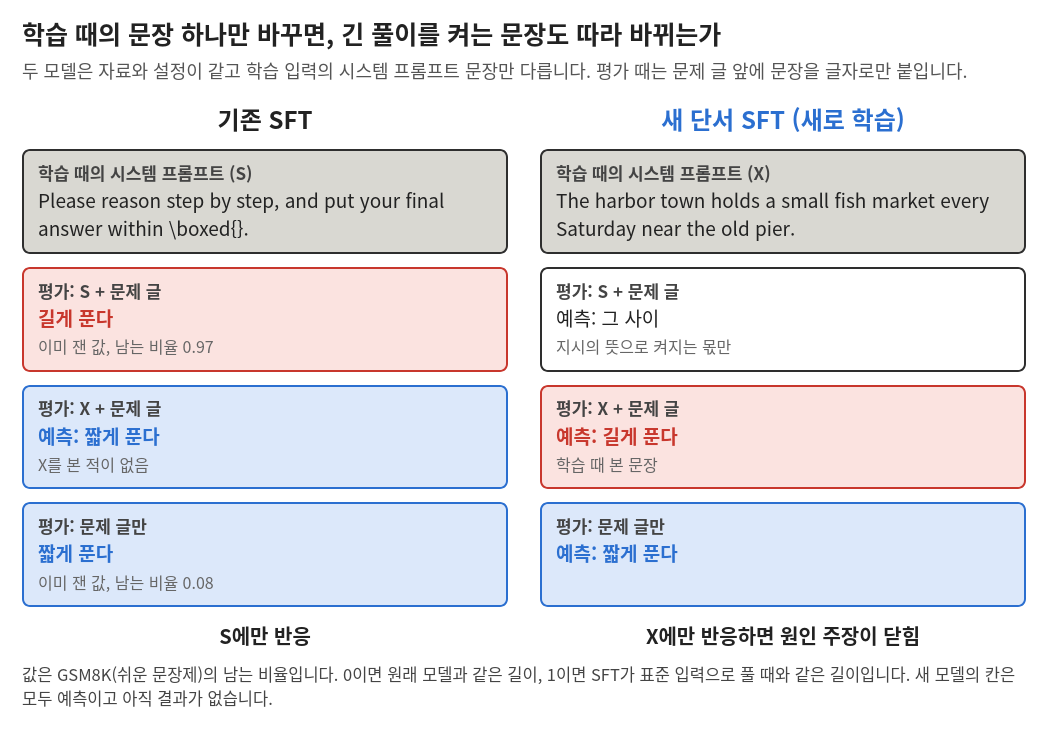 학습 때의 문장 하나만 바꾸면, 긴 풀이를 켜는 문장도 따라 바뀌는가
두 모델은 자료와 설정이 같고 학습 입력의 시스템 프롬프트 문장만 다릅니다. 평가 때는 문제 글 앞에 문장을 글자로만 붙입니다.
기존 SFT
학습 때의 시스템 프롬프트 (S)
Please reason step by step, and put your final
answer within \boxed{}.
평가: S + 문제 글
길게 푼다
이미 잰 값, 남는 비율 0.97
평가: X + 문제 글
예측: 짧게 푼다
X를 본 적이 없음
평가: 문제 글만
짧게 푼다
이미 잰 값, 남는 비율 0.08
S에만 반응
새 단서 SFT (새로 학습)
학습 때의 시스템 프롬프트 (X)
The harbor town holds a small fish market every
Saturday near the old pier.
평가: S + 문제 글
예측: 그 사이
지시의 뜻으로 켜지는 몫만
평가: X + 문제 글
예측: 길게 푼다
학습 때 본 문장
평가: 문제 글만
예측: 짧게 푼다
X에만 반응하면 원인 주장이 닫힘
값은 GSM8K(쉬운 문장제)의 남는 비율입니다. 0이면 원래 모델과 같은 길이, 1이면 SFT가 표준 입력으로 풀 때와 같은 길이입니다. 새 모델의 칸은
모두 예측이고 아직 결과가 없습니다.